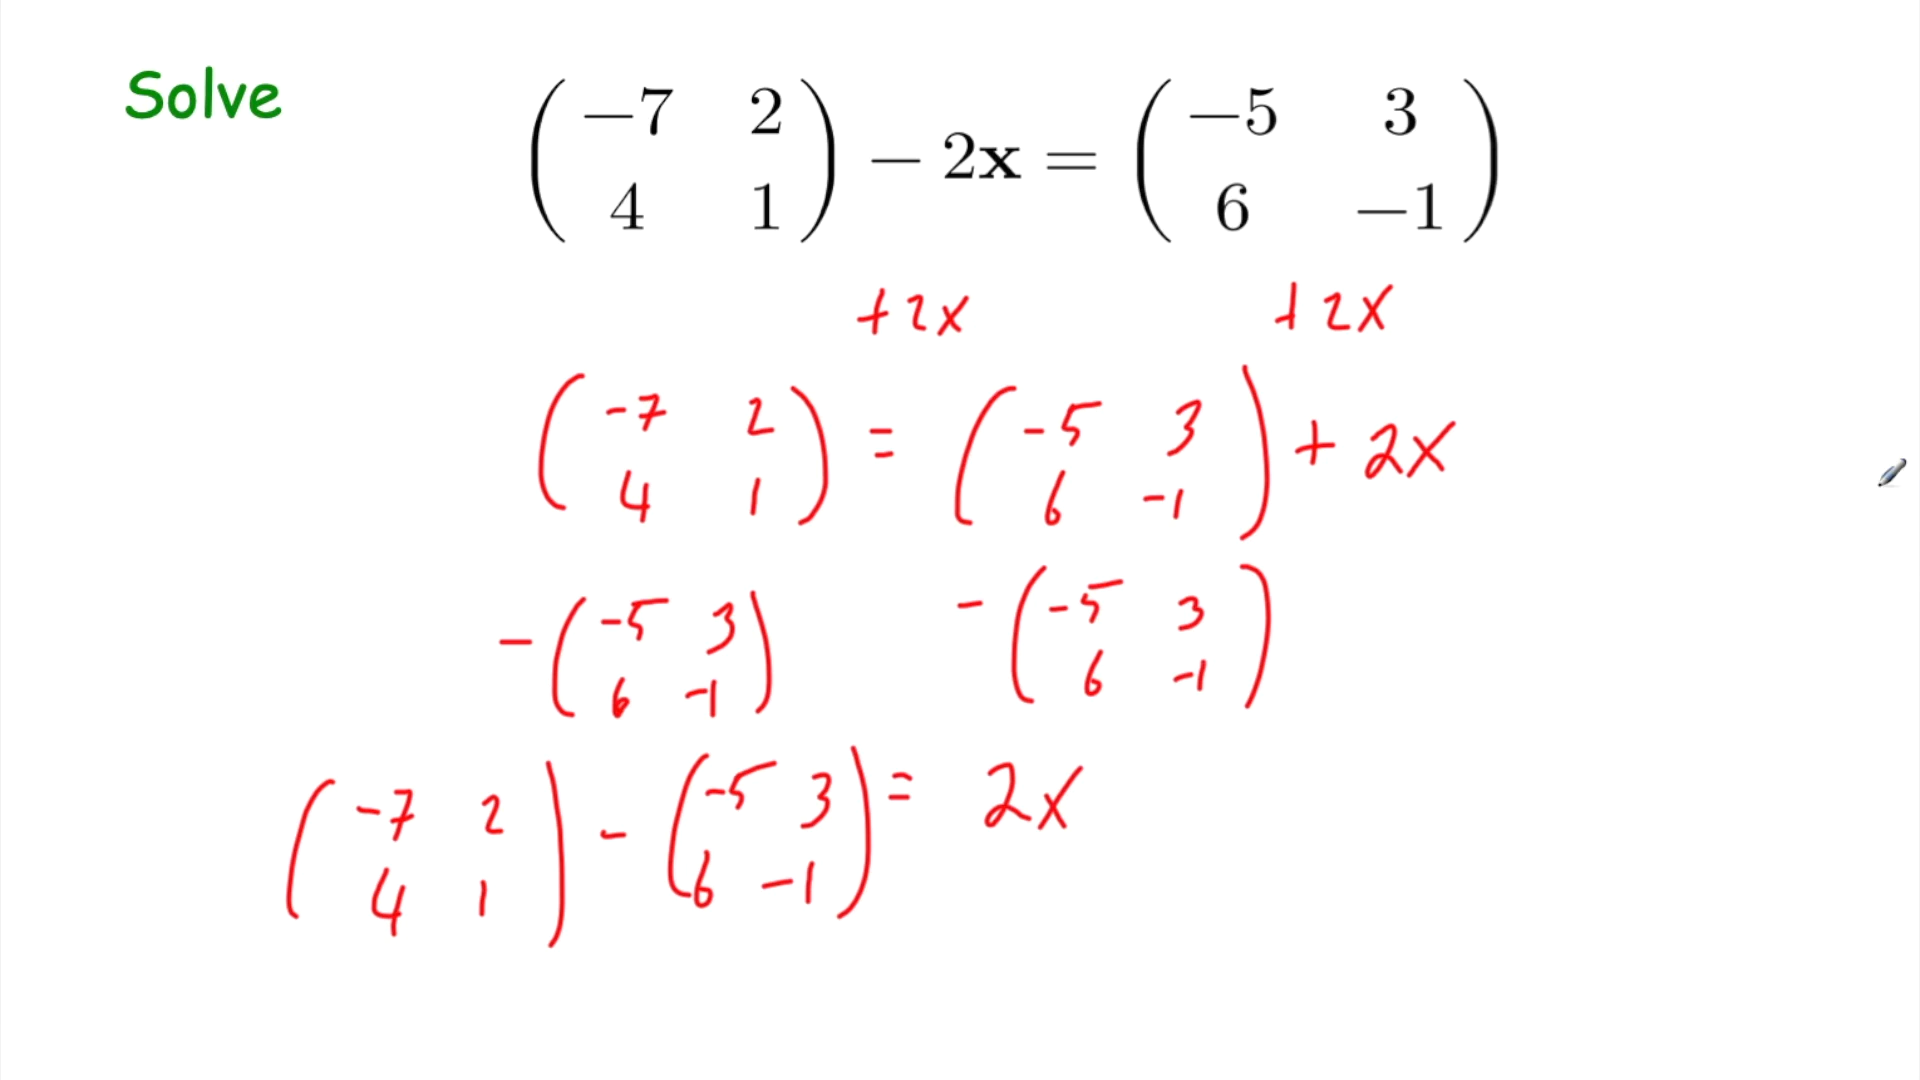 Solve
( -7 2 ) − 2x = ( -5 3 )
( 4 1 ) ( 6 -1 )
+ 2x + 2x
( -7 2 ) = ( -5 3 ) + 2x
( 4 1 ) ( 6 -1 )
- ( -5 3 ) - ( -5 3 )
( 6 -1 ) ( 6 -1 )
( -7 2 ) - ( -5 3 ) = 2x
( 4 1 ) ( 6 -1 )